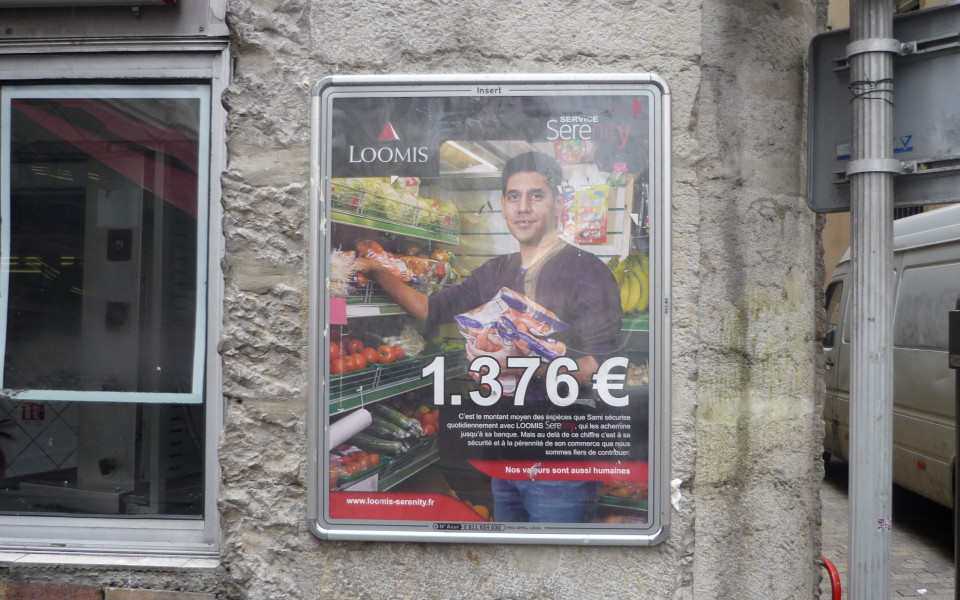 Insert
LOOMIS
SERVICE
Serenity
1.376 €
C'est le montant moyen des espèces que Sami sécurise
quotidiennement avec LOOMIS Serenity, qui les achemine
jusqu'à sa banque. Mais au delà de ce chiffre c'est à sa
sécurité et à la pérennité de son commerce que nous
sommes fiers de contribuer.
Nos valeurs sont aussi humaines
www.loomis-serenity.fr
N° Azur